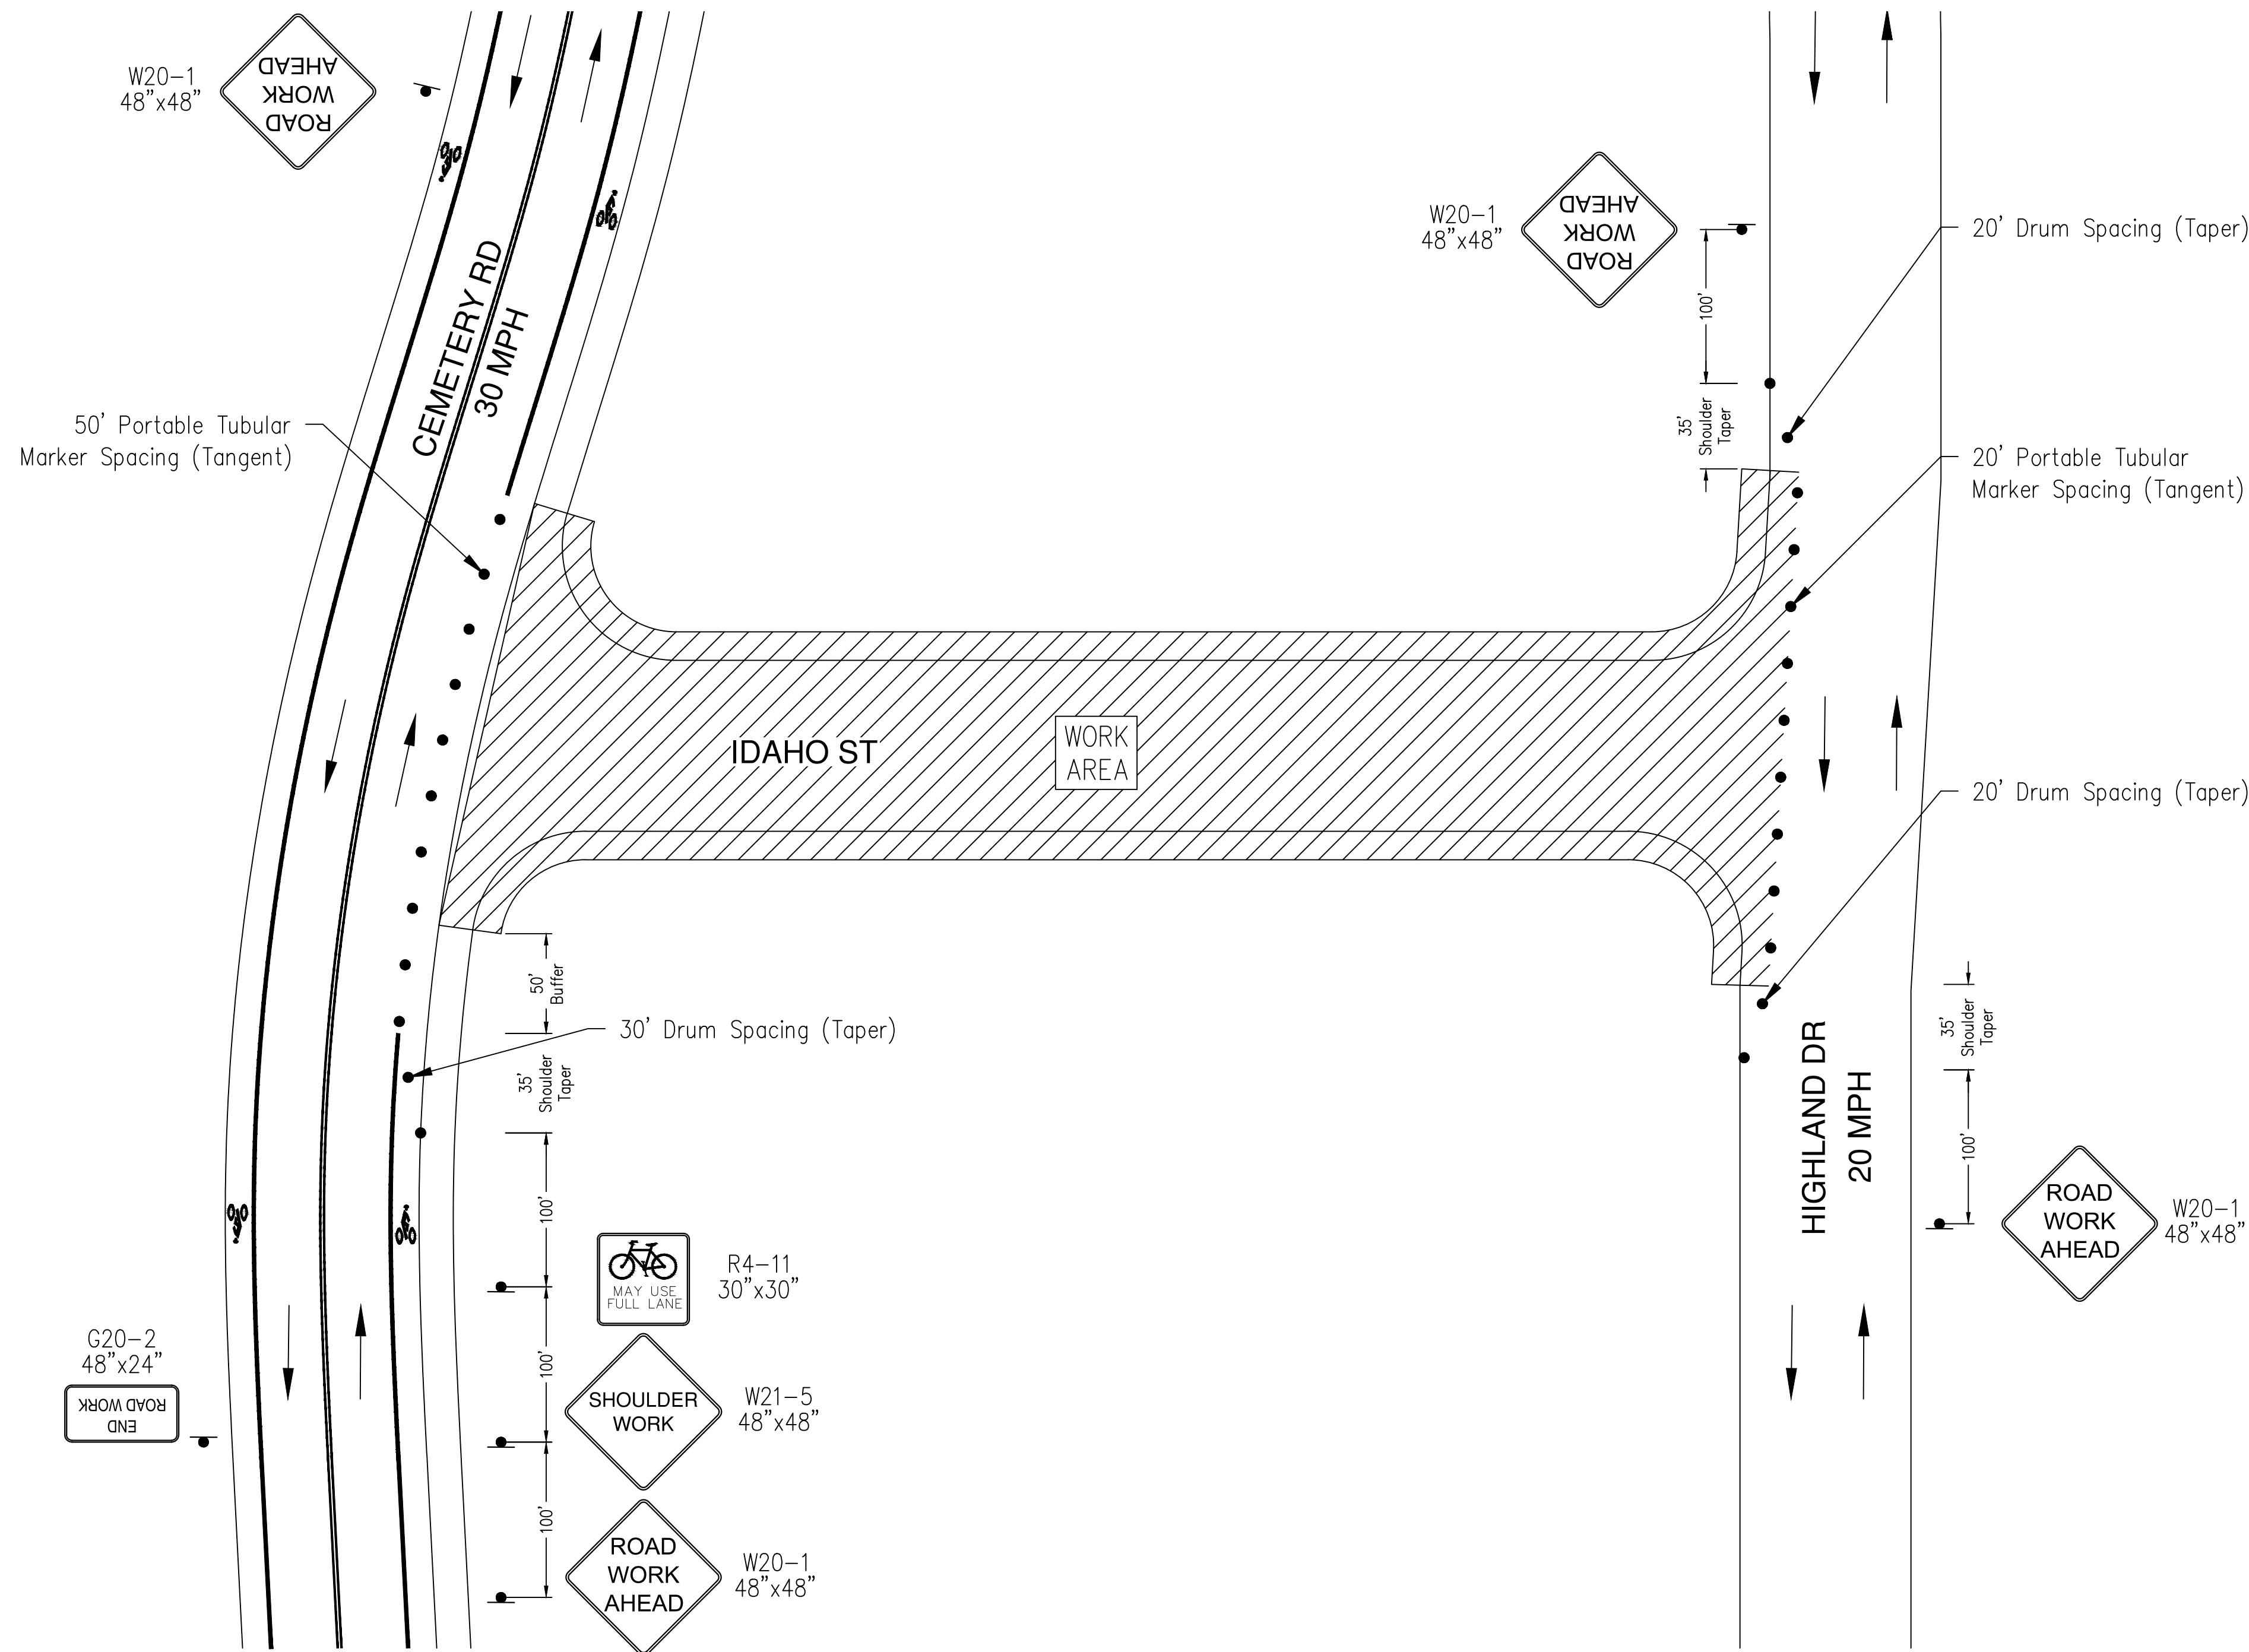 W20-1
48"x48"
ROAD
WORK
AHEAD
CEMETERY RD
30 MPH
50' Portable Tubular
Marker Spacing (Tangent)
W20-1
48"x48"
ROAD
WORK
AHEAD
100'
35'
Shoulder
Taper
20' Drum Spacing (Taper)
20' Portable Tubular
Marker Spacing (Tangent)
IDAHO ST
WORK
AREA
20' Drum Spacing (Taper)
50'
Buffer
30' Drum Spacing (Taper)
35'
Shoulder
Taper
100'
R4-11
30"x30"
MAY USE
FULL LANE
100'
SHOULDER
WORK
W21-5
48"x48"
100'
ROAD
WORK
AHEAD
W20-1
48"x48"
G20-2
48"x24"
END
ROAD WORK
HIGHLAND DR
20 MPH
35'
Shoulder
Taper
100'
ROAD
WORK
AHEAD
W20-1
48"x48"